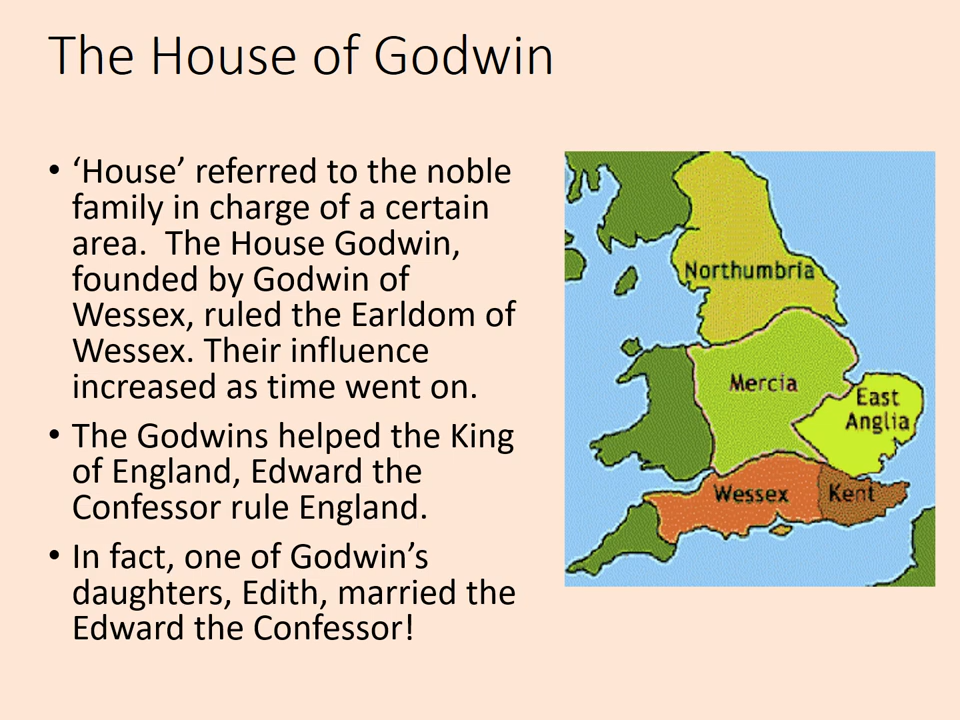 The House of Godwin
• ‘House’ referred to the noble
family in charge of a certain
area.  The House Godwin,
founded by Godwin of
Wessex, ruled the Earldom of
Wessex. Their influence
increased as time went on.
• The Godwins helped the King
of England, Edward the
Confessor rule England.
• In fact, one of Godwin’s
daughters, Edith, married the
Edward the Confessor!
Northumbria
Mercia
East
Anglia
Wessex
Kent